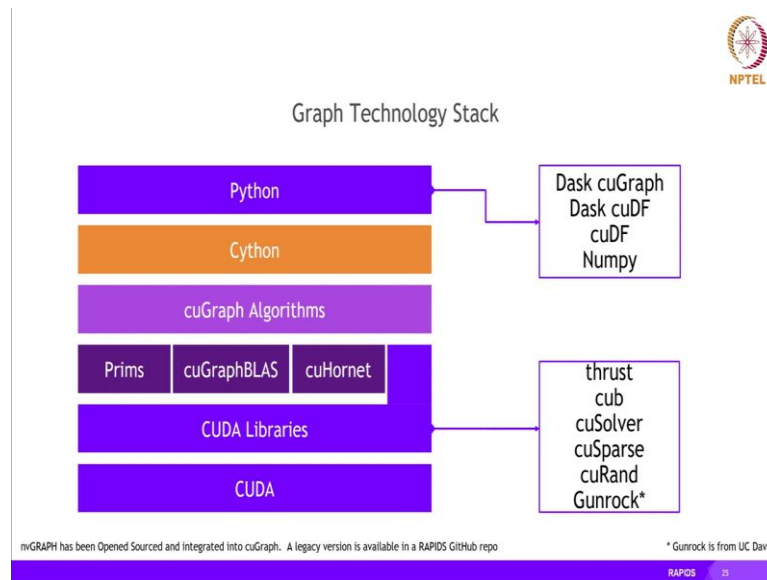 NPTEL
Graph Technology Stack
Python
Cython
cuGraph Algorithms
Prims cuGraphBLAS cuHornet
CUDA Libraries
CUDA
Dask cuGraph
Dask cuDF
cuDF
Numpy
thrust
cub
cuSolver
cuSparse
cuRand
Gunrock*
nvGRAPH has been Opened Sourced and integrated into cuGraph. A legacy version is available in a RAPIDS GitHub repo
* Gunrock is from UC Dav
RAPIDS 25